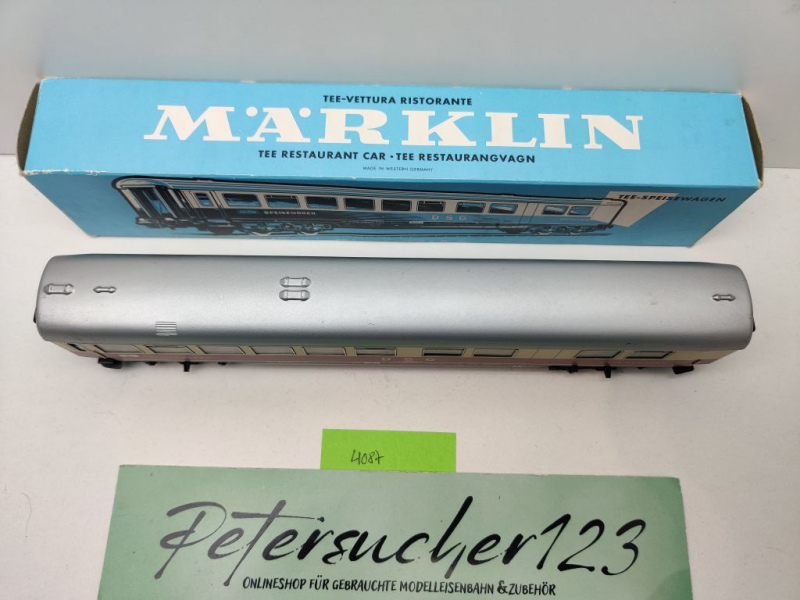 TEE-VETTURA RISTORANTE
MÄRKLIN
TEE RESTAURANT CAR · TEE RESTAURANGVAGN
MADE IN WESTERN GERMANY
TEE-SPEISEWAGEN
SPEISEWAGEN
DSG
DSG
4087
Petersucher123
ONLINESHOP FÜR GEBRAUCHTE MODELLEISENBAHN & ZUBEHÖR